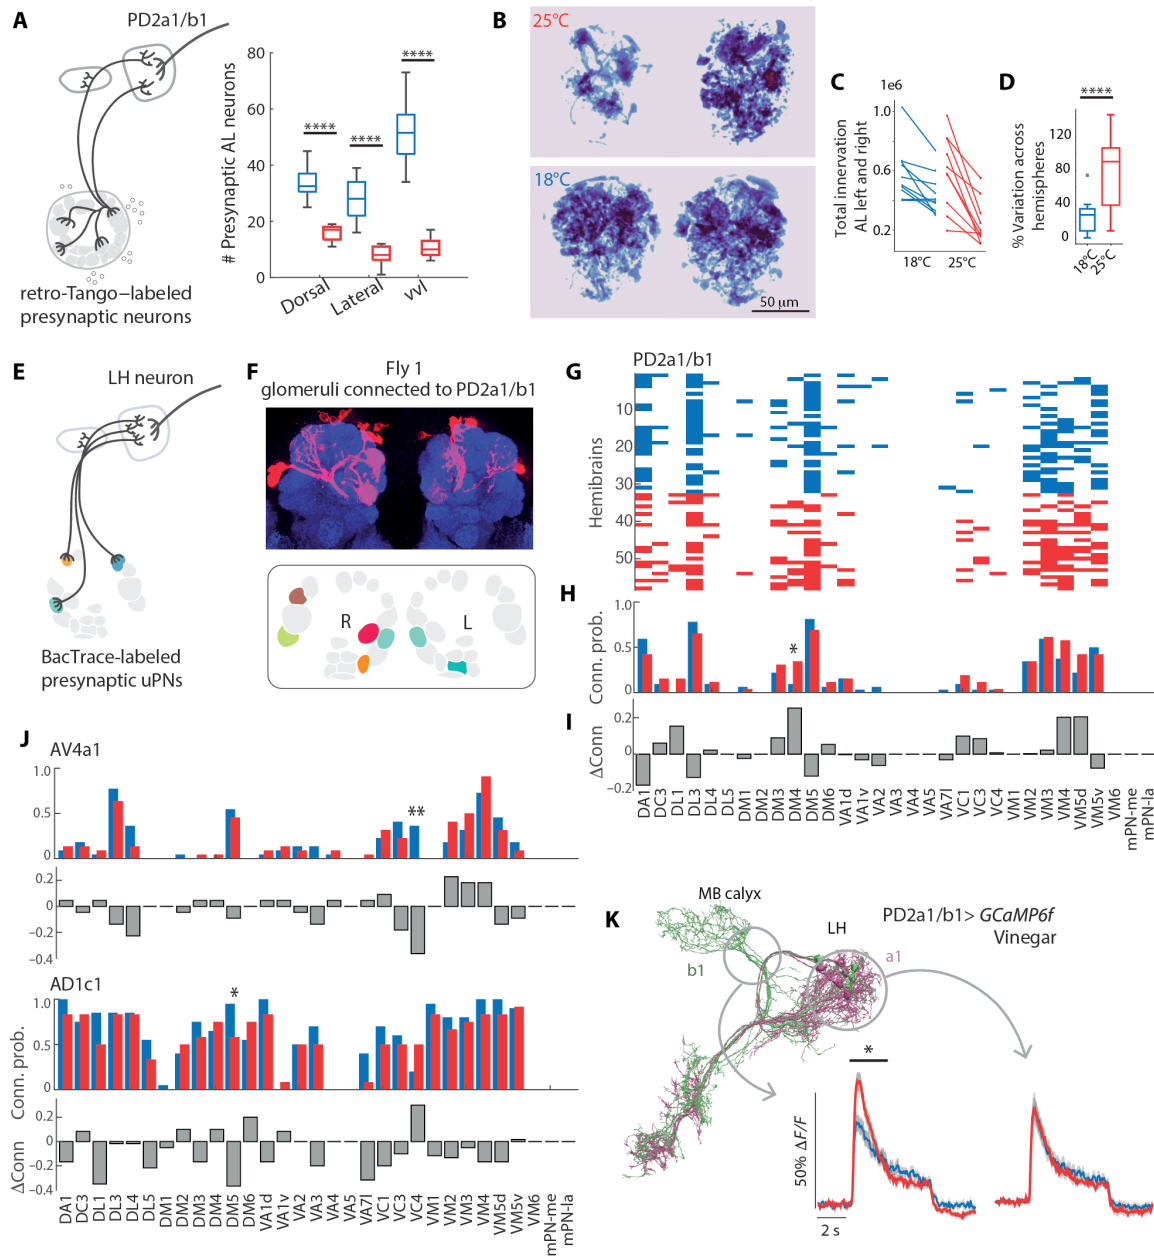 A
PD2a1/b1
retro-Tango–labeled
presynaptic neurons
# Presynaptic AL neurons
80
60
40
20
0
****
****
****
Dorsal
Lateral
vvl
B
25°C
18°C
50 µm
C
1e6
Total innervation
AL left and right
1.0
0.6
0.2
18°C
25°C
D
****
% Variation across
hemispheres
120
80
40
0
18°C
25°C
E
LH neuron
BacTrace-labeled
presynaptic uPNs
F
Fly 1
glomeruli connected to PD2a1/b1
R
L
G
PD2a1/b1
Hemibrains
10
20
30
40
50
H
Conn. prob.
1.0
0.5
0
*
I
ΔConn
0.2
0
−0.2
DA1
DC3
DL1
DL3
DL4
DL5
DM1
DM2
DM3
DM4
DM5
DM6
VA1d
VA1v
VA2
VA3
VA4
VA5
VA7l
VC1
VC3
VC4
VM1
VM2
VM3
VM4
VM5d
VM5v
VM6
mPN-me
mPN-la
J
AV4a1
1.0
0.5
0
**
0.2
0
−0.2
−0.4
AD1c1
Conn. prob.
1.0
0.5
0
*
ΔConn
0.2
0
−0.2
−0.4
DA1
DC3
DL1
DL3
DL4
DL5
DM1
DM2
DM3
DM4
DM5
DM6
VA1d
VA1v
VA2
VA3
VA4
VA5
VA7l
VC1
VC3
VC4
VM1
VM2
VM3
VM4
VM5d
VM5v
VM6
mPN-me
mPN-la
K
MB calyx
LH
PD2a1/b1> GCaMP6f
Vinegar
b1
a1
*
50% ΔF/F
2 s